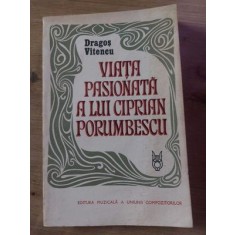 Dragoș
Vitencu
VIAȚA
PASIONATĂ
A LUI CIPRIAN
PORUMBESCU
EDITURA MUZICALĂ A UNIUNII COMPOZITORILOR